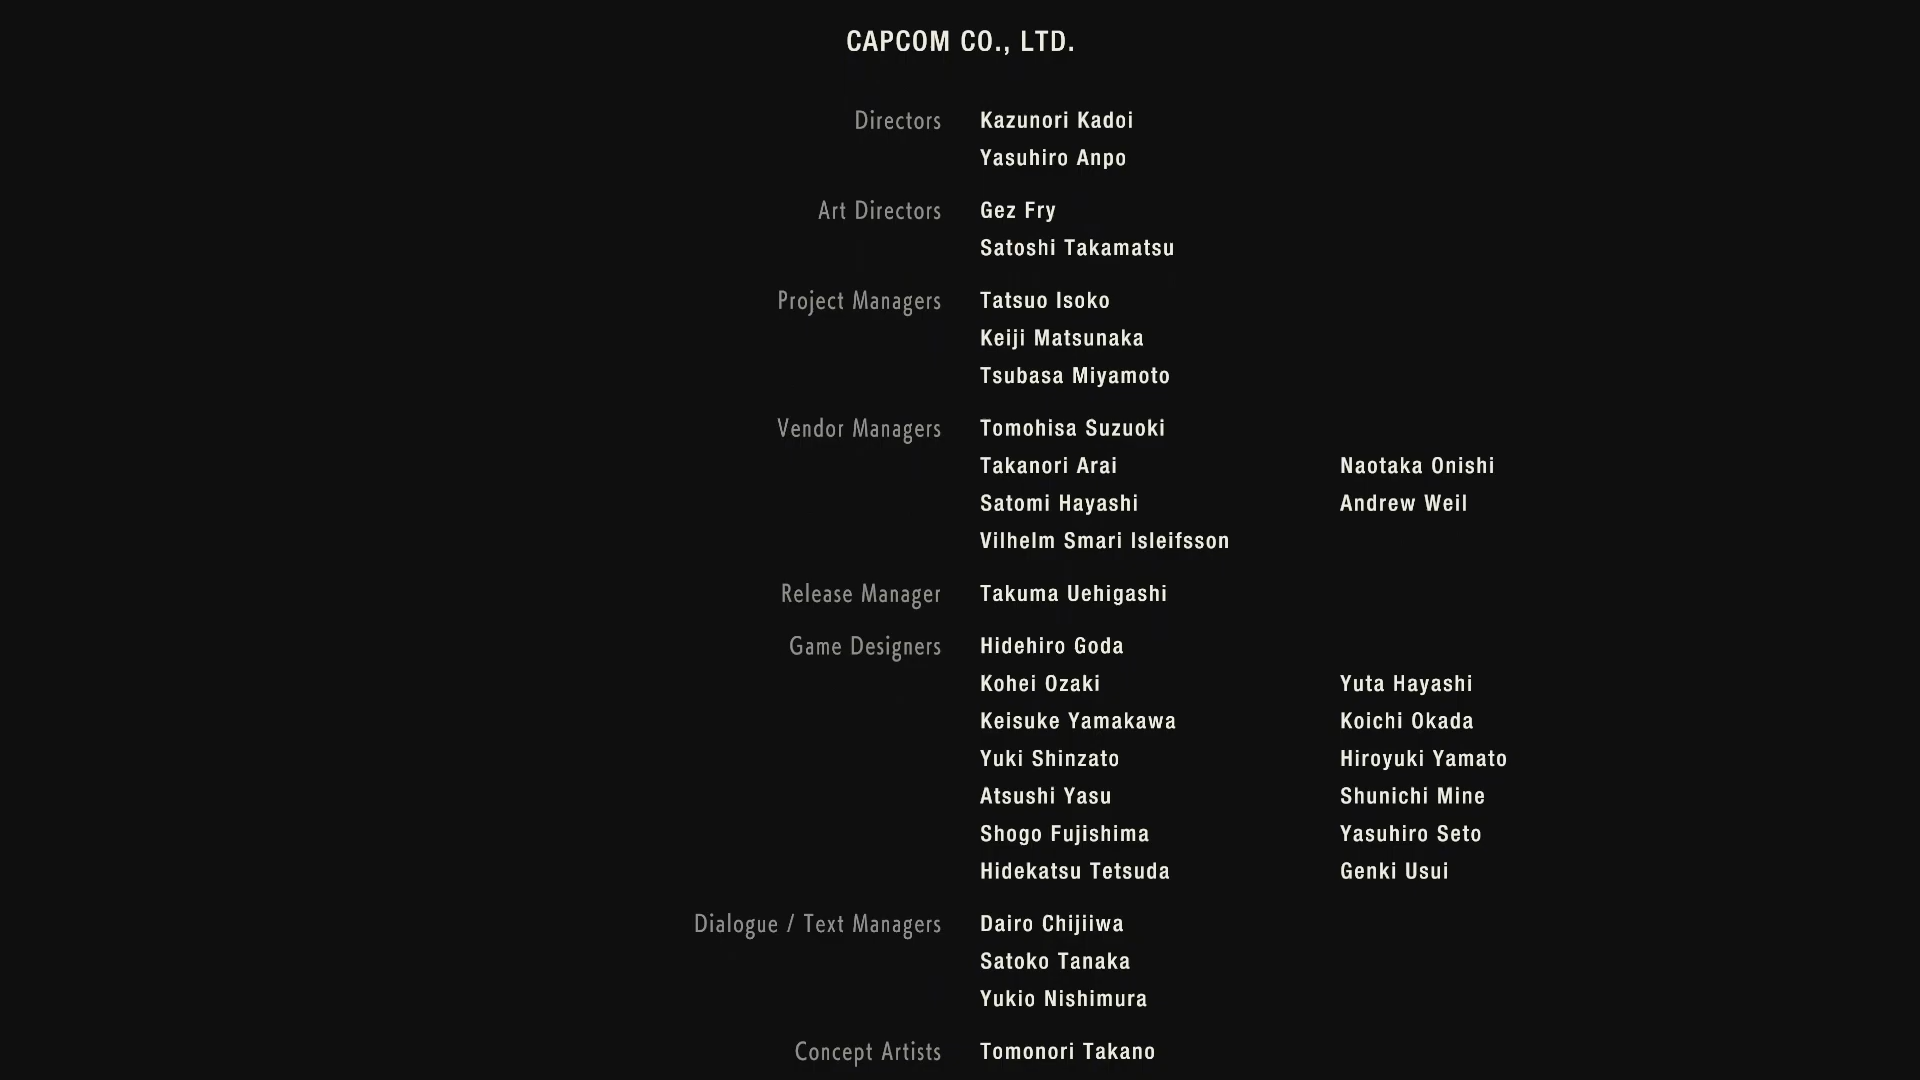 CAPCOM CO., LTD.
Directors Kazunori Kadoi
Yasuhiro Anpo
Art Directors Gez Fry
Satoshi Takamatsu
Project Managers Tatsuo Isoko
Keiji Matsunaka
Tsubasa Miyamoto
Vendor Managers Tomohisa Suzuoki
Takanori Arai Naotaka Onishi
Satomi Hayashi Andrew Weil
Vilhelm Smari Isleifsson
Release Manager Takuma Uehigashi
Game Designers Hidehiro Goda
Kohei Ozaki Yuta Hayashi
Keisuke Yamakawa Koichi Okada
Yuki Shinzato Hiroyuki Yamato
Atsushi Yasu Shunichi Mine
Shogo Fujishima Yasuhiro Seto
Hidekatsu Tetsuda Genki Usui
Dialogue / Text Managers Dairo Chijiiwa
Satoko Tanaka
Yukio Nishimura
Concept Artists Tomonori Takano